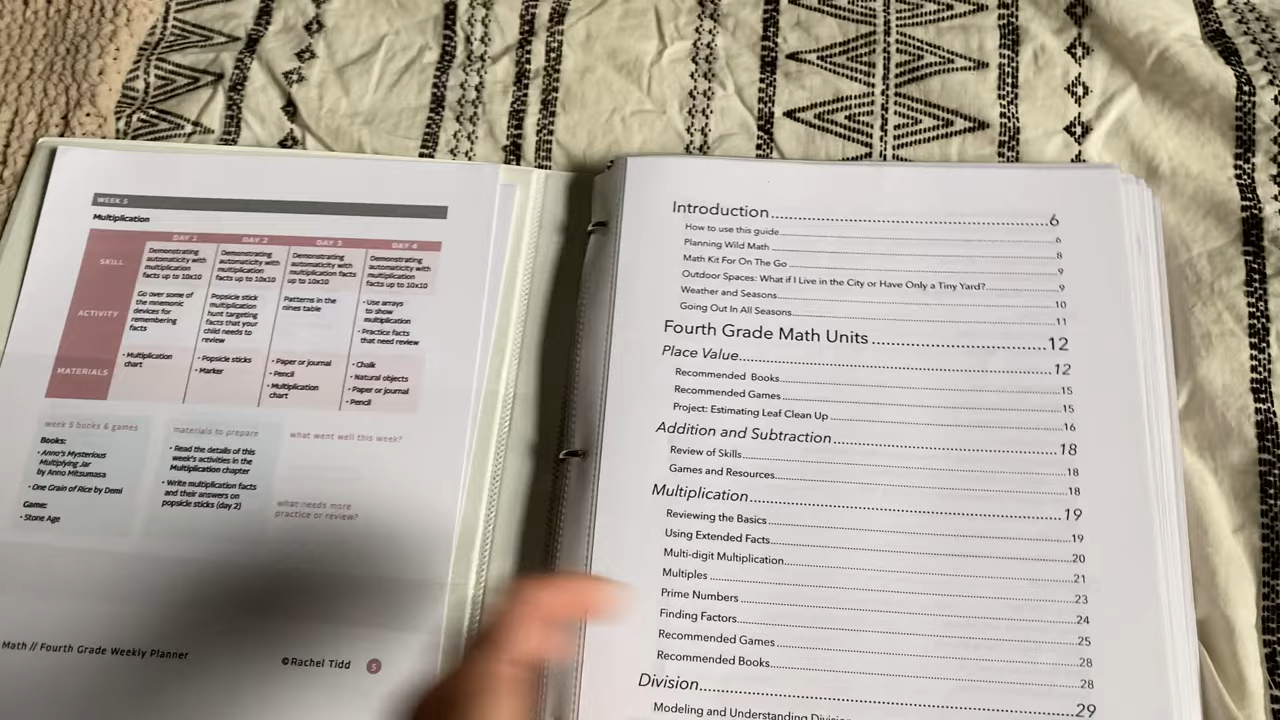 WEEK 5
Multiplication
DAY 1 DAY 2 DAY 3 DAY 4
SKILL
Demonstrating
automaticity with
multiplication
facts up to 10x10
Demonstrating
automaticity with
multiplication
facts up to 10x10
Demonstrating
automaticity with
multiplication facts
up to 10x10
Demonstrating
automaticity with
multiplication
facts up to 10x10
ACTIVITY
Go over some of
the mnemonic
devices for
remembering
facts
Popsicle stick
multiplication
hunt targeting
facts that your
child needs to
review
Patterns in the
nines table
• Use arrays
to show
multiplication
• Practice facts
that need review
MATERIALS
• Multiplication
chart
• Popsicle sticks
• Marker
• Paper or journal
• Pencil
• Multiplication
chart
• Chalk
• Natural objects
• Paper or journal
• Pencil
week 5 books & games
Books:
• Anno's Mysterious
Multiplying Jar
by Anno Mitsumasa
• One Grain of Rice by Demi
Game:
• Stone Age
materials to prepare
• Read the details of this
week's activities in the
Multiplication chapter
• Write multiplication facts
and their answers on
popsicle sticks (day 2)
what went well this week?
what needs more
practice or review?
Math // Fourth Grade Weekly Planner
©Rachel Tidd 5
Introduction 6
How to use this guide 6
Planning Wild Math 8
Math Kit For On The Go 9
Outdoor Spaces: What if I Live in the City or Have Only a Tiny Yard? 9
Weather and Seasons 10
Going Out In All Seasons 11
Fourth Grade Math Units 12
Place Value 12
Recommended Books 15
Recommended Games 15
Project: Estimating Leaf Clean Up 16
Addition and Subtraction 18
Review of Skills 18
Games and Resources 18
Multiplication 19
Reviewing the Basics 19
Using Extended Facts 20
Multi-digit Multiplication 21
Multiples 23
Prime Numbers 24
Finding Factors 25
Recommended Games 28
Recommended Books 28
Division 29
Modeling and Understanding